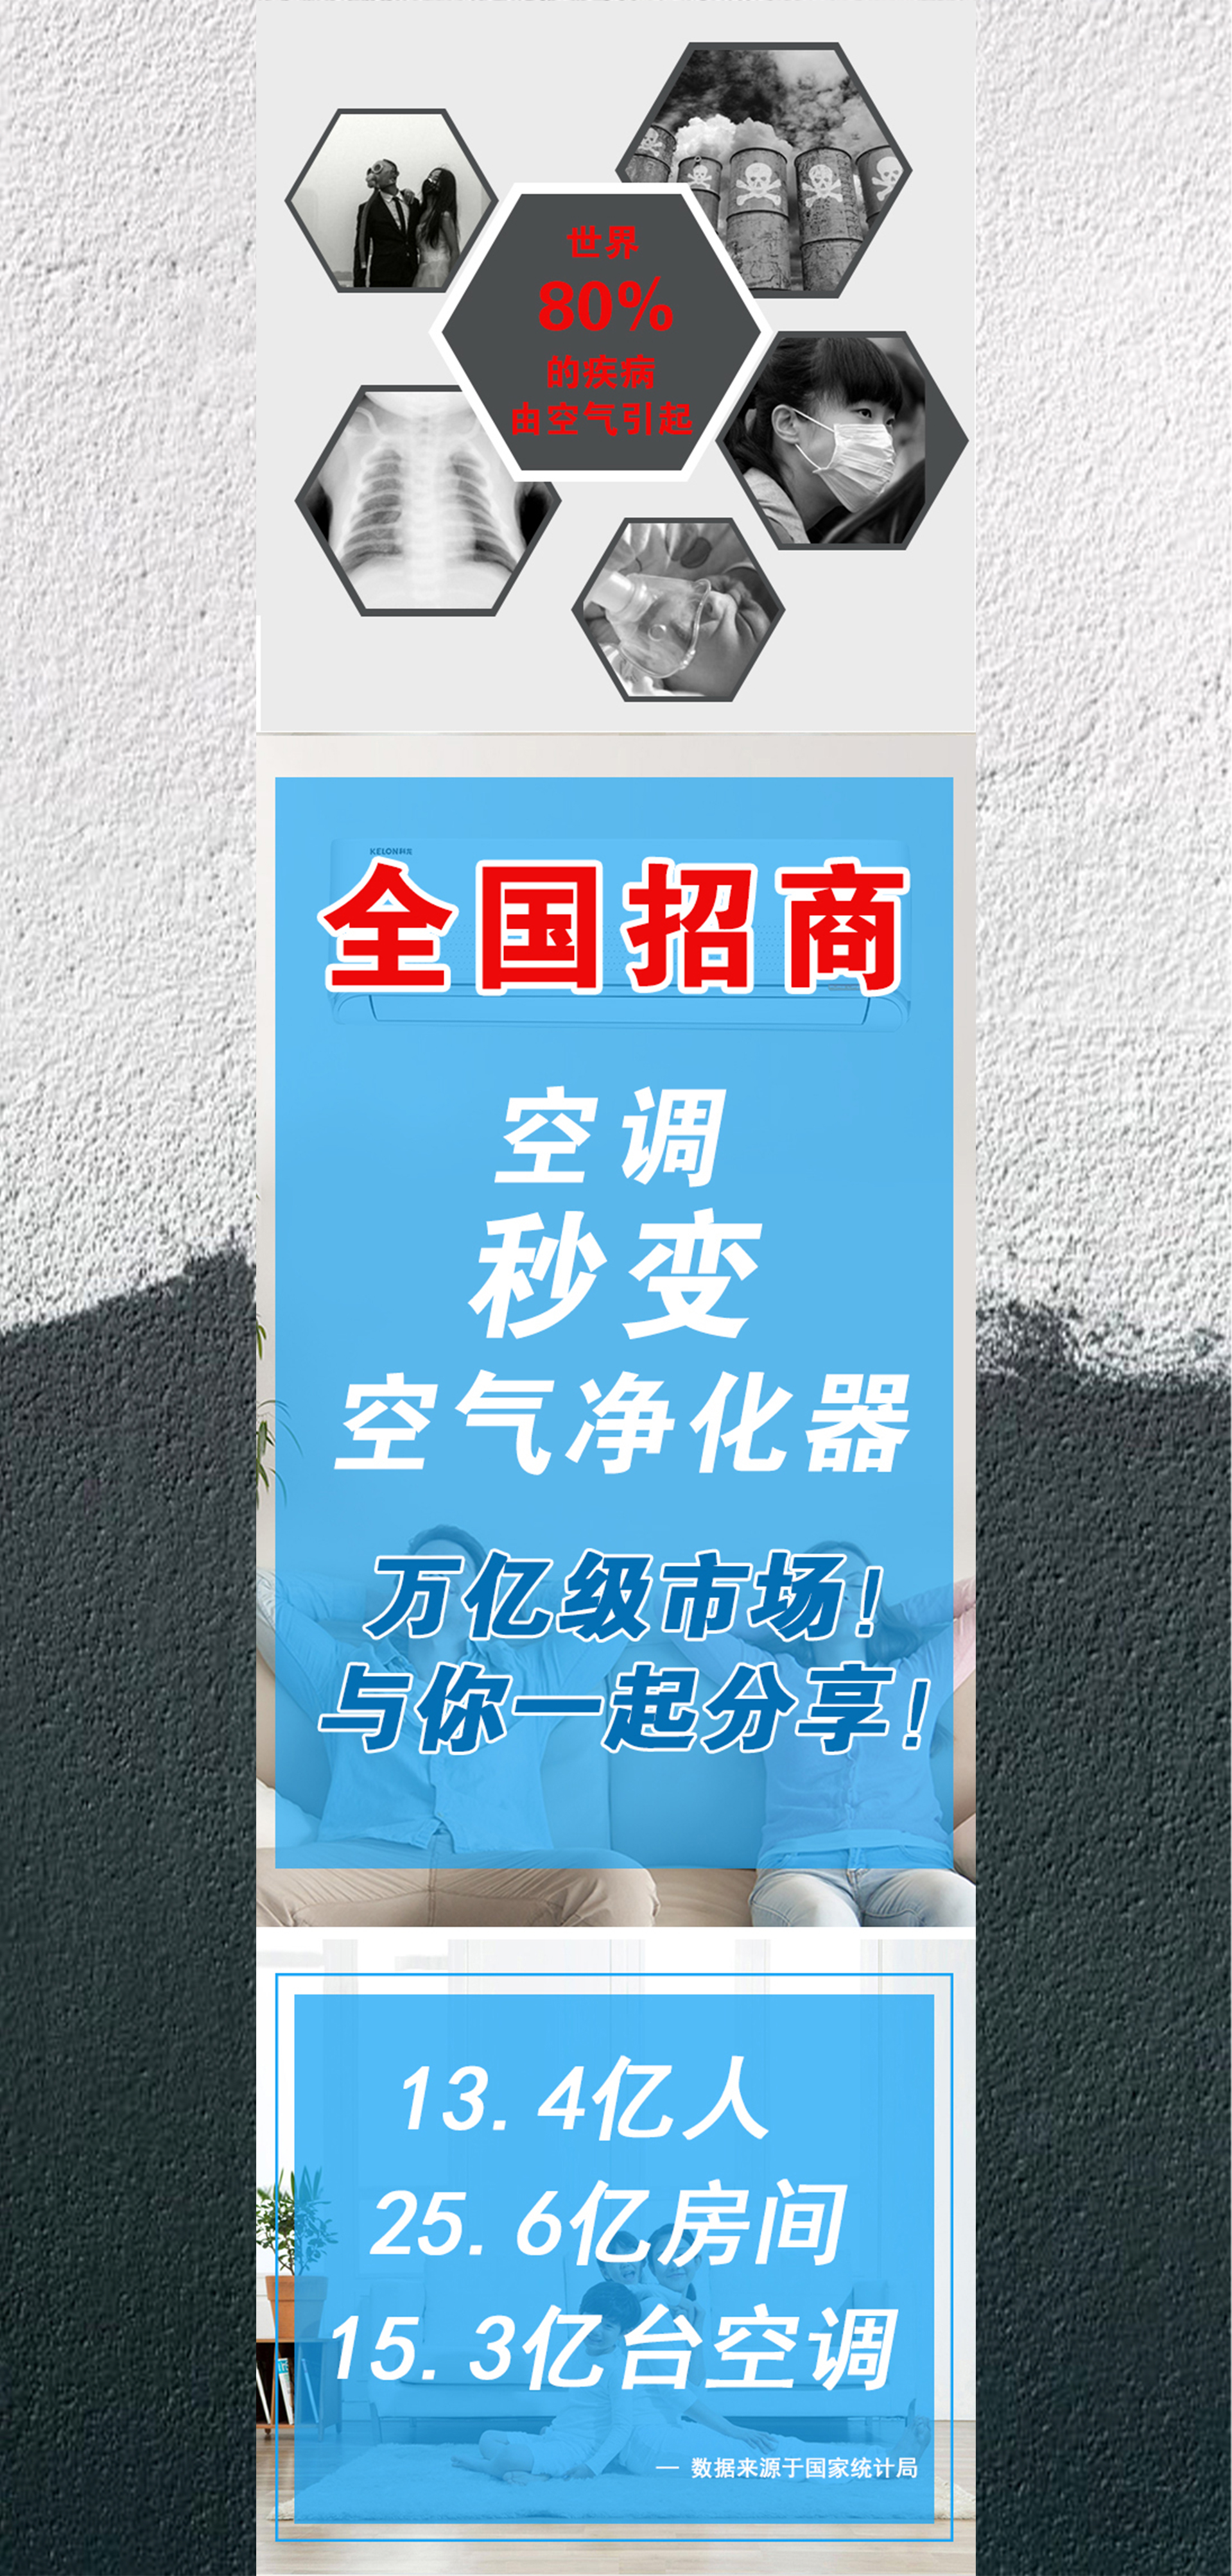 世界
80%
的疾病
由空气引起
KELON科龙
全国招商
空调
秒变
空气净化器
万亿级市场!
与你一起分享!
13.4亿人
25.6亿房间
15.3亿台空调
— 数据来源于国家统计局